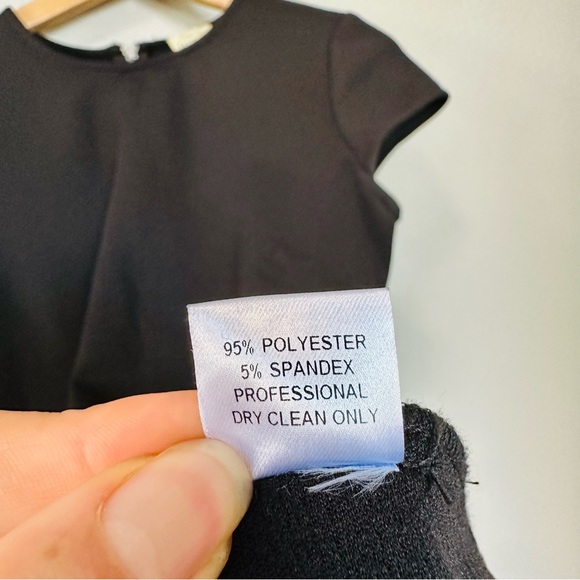 95% POLYESTER
5% SPANDEX
PROFESSIONAL
DRY CLEAN ONLY